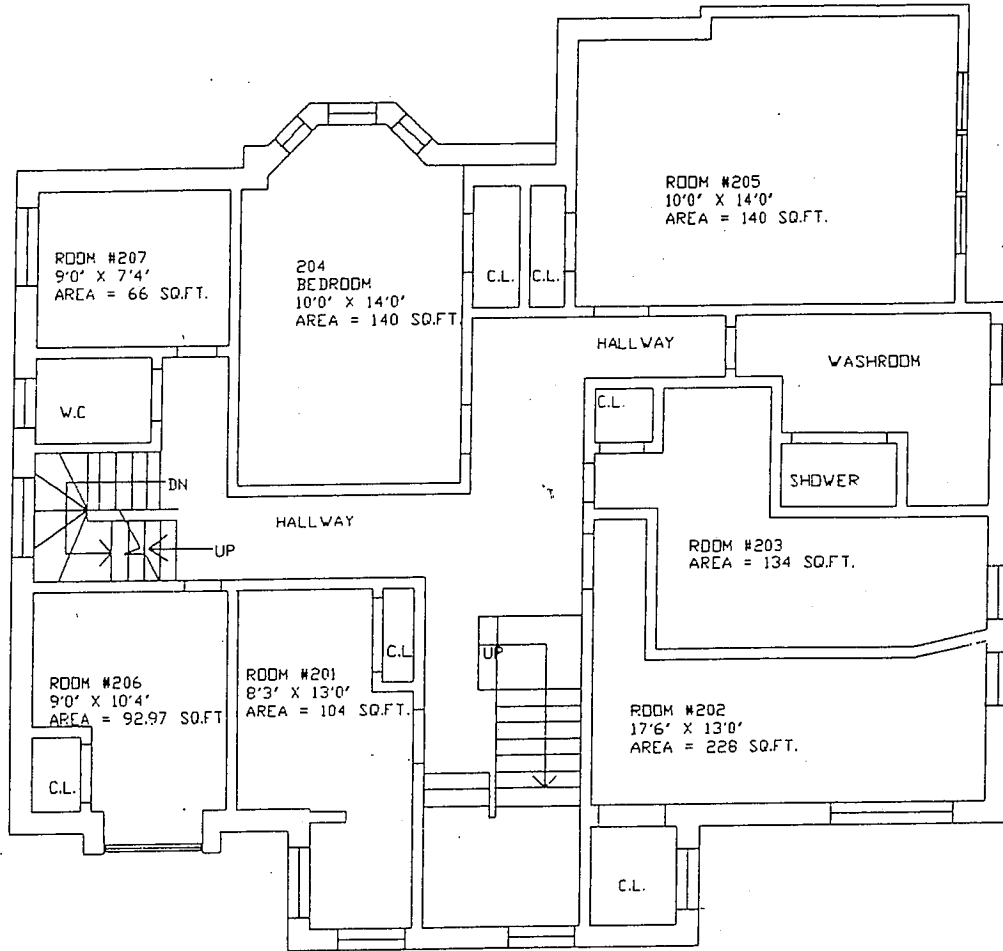 ROOM #205
10'0' X 14'0'
AREA = 140 SQ.FT.
ROOM #207
9'0' X 7'4'
AREA = 66 SQ.FT.
204
BEDROOM
10'0' X 14'0'
AREA = 140 SQ.FT.
C.L.
C.L.
HALLWAY
WASHROOM
W.C
C.L.
SHOWER
DN
HALLWAY
UP
ROOM #203
AREA = 134 SQ.FT.
C.L
UP
ROOM #206
9'0' X 10'4'
AREA = 92.97 SQ.FT
ROOM #201
8'3' X 13'0'
AREA = 104 SQ.FT.
ROOM #202
17'6' X 13'0'
AREA = 228 SQ.FT.
C.L.
C.L.